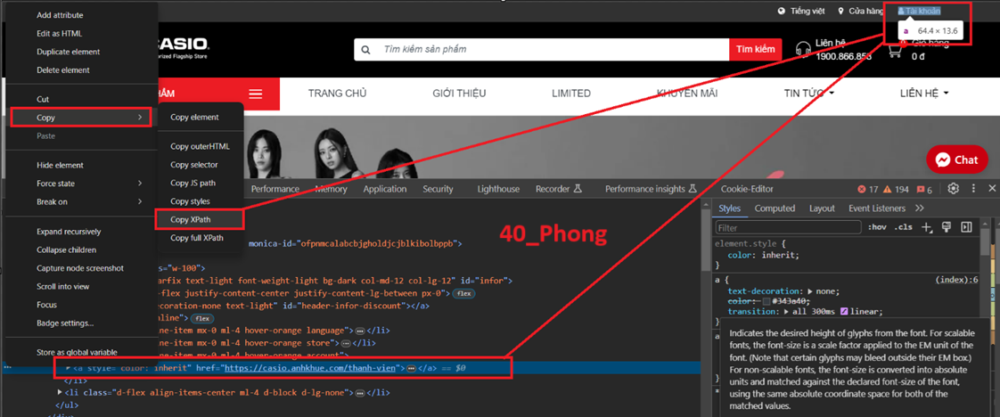 Add attribute
Edit as HTML
Duplicate element
Delete element
Cut
Copy
Paste
Hide element
Force state
Break on
Expand recursively
Collapse children
Capture node screenshot
Scroll into view
Focus
Badge settings...
Store as global variable
Copy element
Copy outerHTML
Copy selector
Copy JS path
Copy styles
Copy XPath
Copy full XPath
Tiếng việt
Cửa hàng
Tài khoản
a 64.4 × 13.6
CASIO.
Flagship Store
Tìm kiếm sản phẩm
Tìm kiếm
Liên hệ
1900.866.858
Giỏ hàng
0 đ
TRANG CHỦ
GIỚI THIỆU
LIMITED
KHUYẾN MÃI
TIN TỨC
LIÊN HỆ
Chat
Performance
Memory
Application
Security
Lighthouse
Recorder
Performance insights
Cookie-Editor
17
194
6
monica-id="ofpnmcalabcbjgholdjcjblkibolbppb">
s="w-100">
arfix text-light font-weight-light bg-dark col-md-12 col-lg-12" id="infor">
-flex justify-content-center justify-content-lg-between px-0"> flex
ation-none text-light" id="header-infor-discount"></a>
line"> flex
ne-item mx-0 ml-4 hover-orange language"> … </li>
ne-item mx-0 ml-4 hover-orange store"> … </li>
ne-item mx-0 ml-4 hover-orange account">
<a style="color: inherit" href="https://casio.anhkhue.com/thanh-vien"> … </a> == $0
</li>
<li class="d-flex align-items-center ml-4 d-block d-lg-none"> … </li>
</ul>
</div>
40_Phong
Styles
Computed
Layout
Event Listeners
Filter
:hov .cls
element.style {
color: inherit;
}
a {
(index):6
text-decoration: none;
color: #343a40;
transition: all 300ms linear;
}
Indicates the desired height of glyphs from the font. For scalable
fonts, the font-size is a scale factor applied to the EM unit of the
font. (Note that certain glyphs may bleed outside their EM box.)
For non-scalable fonts, the font-size is converted into absolute
units and matched against the declared font-size of the font,
using the same absolute coordinate space for both of the
matched values.